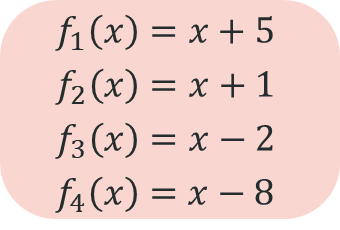 f₁(x) = x + 5
f₂(x) = x + 1
f₃(x) = x − 2
f₄(x) = x − 8